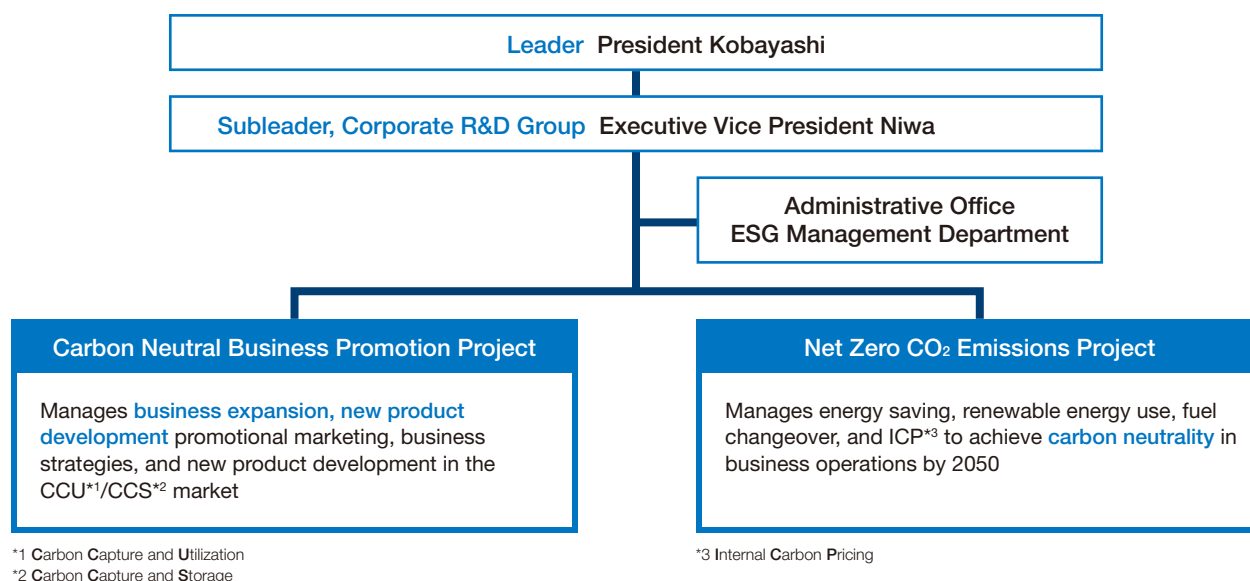 Leader President Kobayashi
Subleader, Corporate R&D Group Executive Vice President Niwa
Administrative Office
ESG Management Department
Carbon Neutral Business Promotion Project
Manages business expansion, new product
development promotional marketing, business
strategies, and new product development in the
CCU*1/CCS*2 market
*1 Carbon Capture and Utilization
*2 Carbon Capture and Storage
Net Zero CO₂ Emissions Project
Manages energy saving, renewable energy use, fuel
changeover, and ICP*3 to achieve carbon neutrality in
business operations by 2050
*3 Internal Carbon Pricing